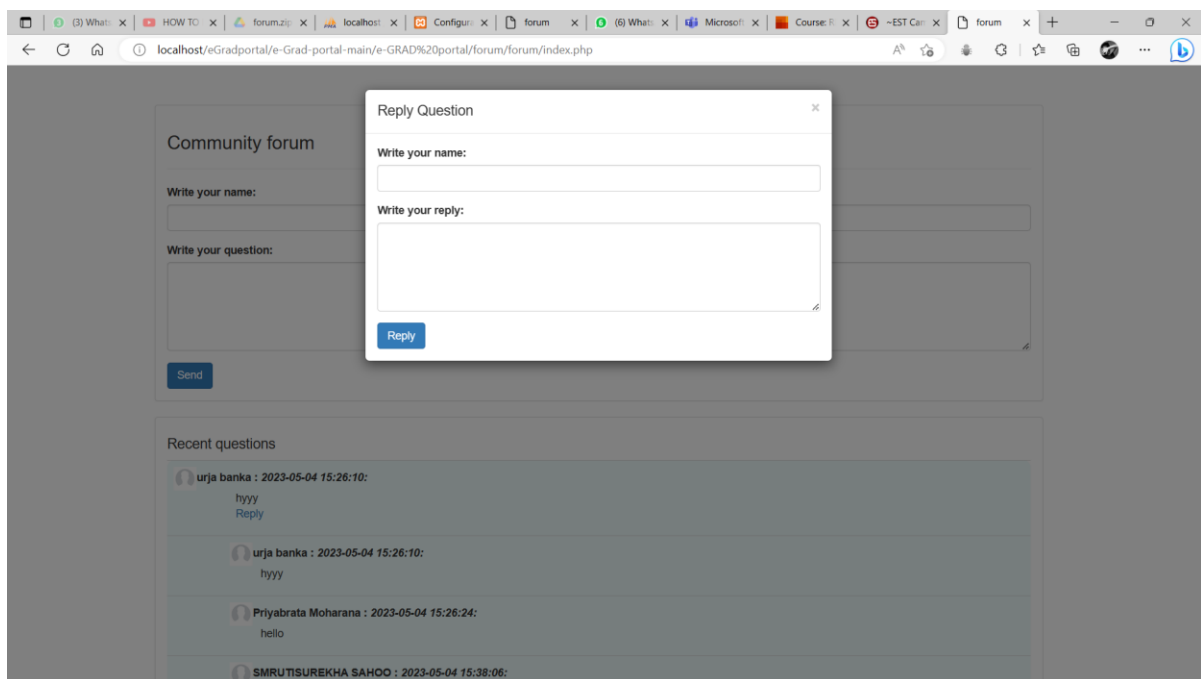 (3) Whats
HOW TO
forum.zip
localhost
Configura
forum
(6) Whats
Microsoft
Course: R
~EST Can
forum
localhost/eGradportal/e-Grad-portal-main/e-GRAD%20portal/forum/forum/index.php
Reply Question
×
Write your name:
Write your reply:
Reply
Community forum
Write your name:
Write your question:
Send
Recent questions
urja banka : 2023-05-04 15:26:10:
hyyy
Reply
urja banka : 2023-05-04 15:26:10:
hyyy
Priyabrata Moharana : 2023-05-04 15:26:24:
hello
SMRUTISUREKHA SAHOO : 2023-05-04 15:38:06: